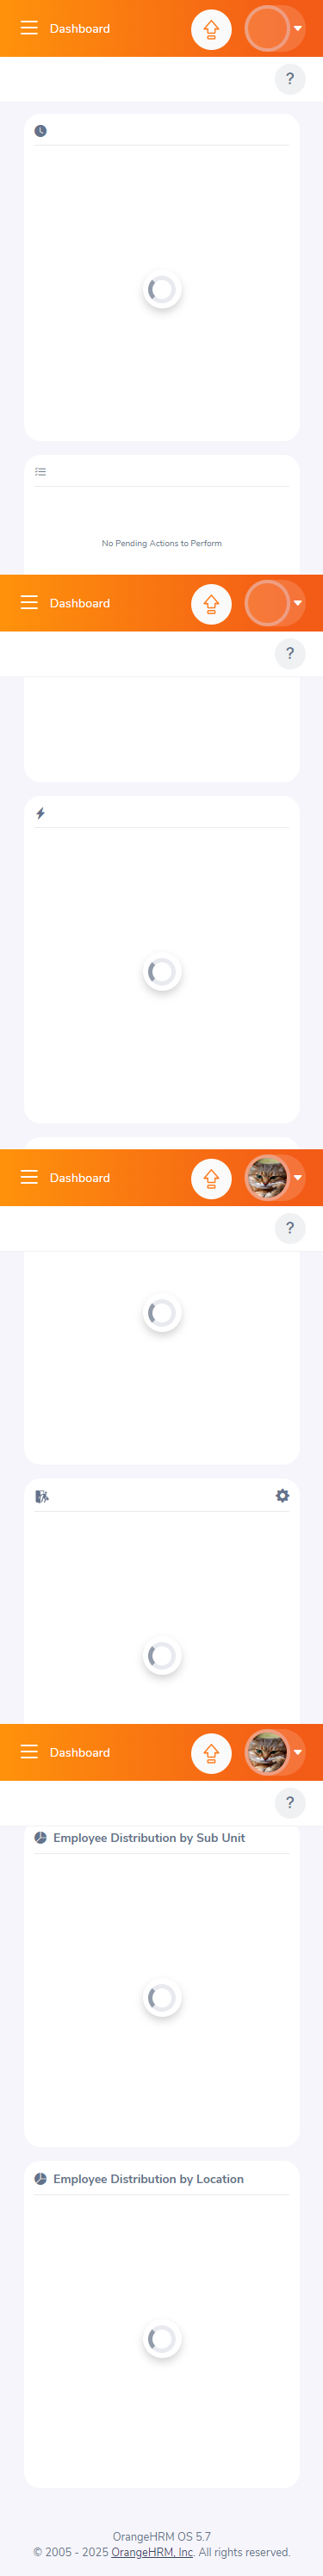 Dashboard
?
No Pending Actions to Perform
Dashboard
?
Dashboard
?
Dashboard
?
Employee Distribution by Sub Unit
Employee Distribution by Location
OrangeHRM OS 5.7
© 2005 - 2025 OrangeHRM, Inc. All rights reserved.